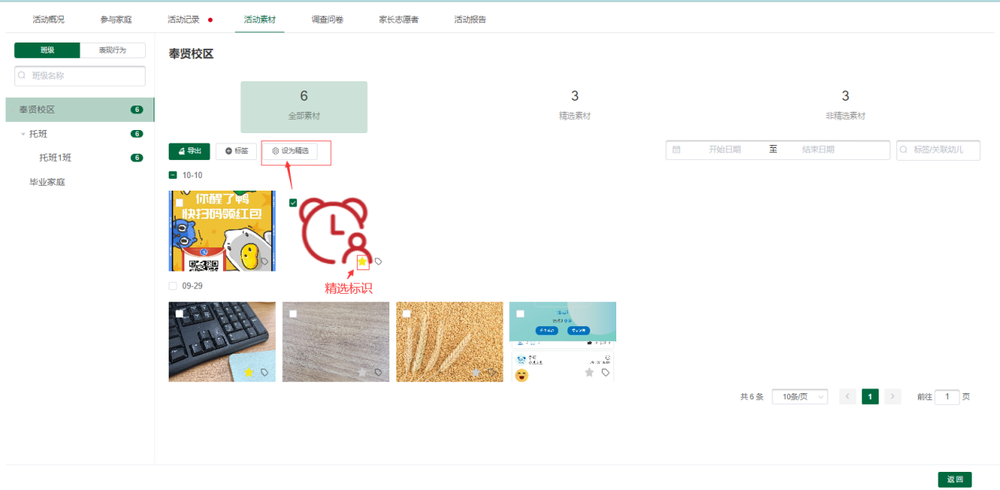 活动概况 参与家庭 活动记录 活动素材 调查问卷 家长志愿者 活动报告
班级 表现行为
班级名称
奉贤校区 6
托班 6
托班1班 6
毕业家庭
奉贤校区
6 3 3
全部素材 精选素材 非精选素材
导出 标签 设为精选 开始日期 至 结束日期 标签/关联幼儿
10-10
你醒了鸭
快扫码领红包
精选标识
09-29
共 6 条 10条/页 1 前往 1 页
返回